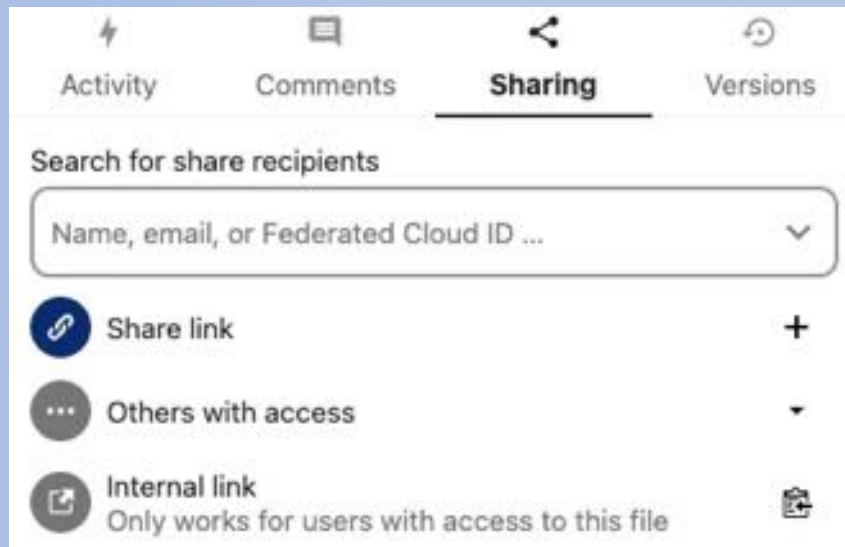 Activity Comments Sharing Versions
Search for share recipients
Name, email, or Federated Cloud ID ...
Share link
Others with access
Internal link
Only works for users with access to this file